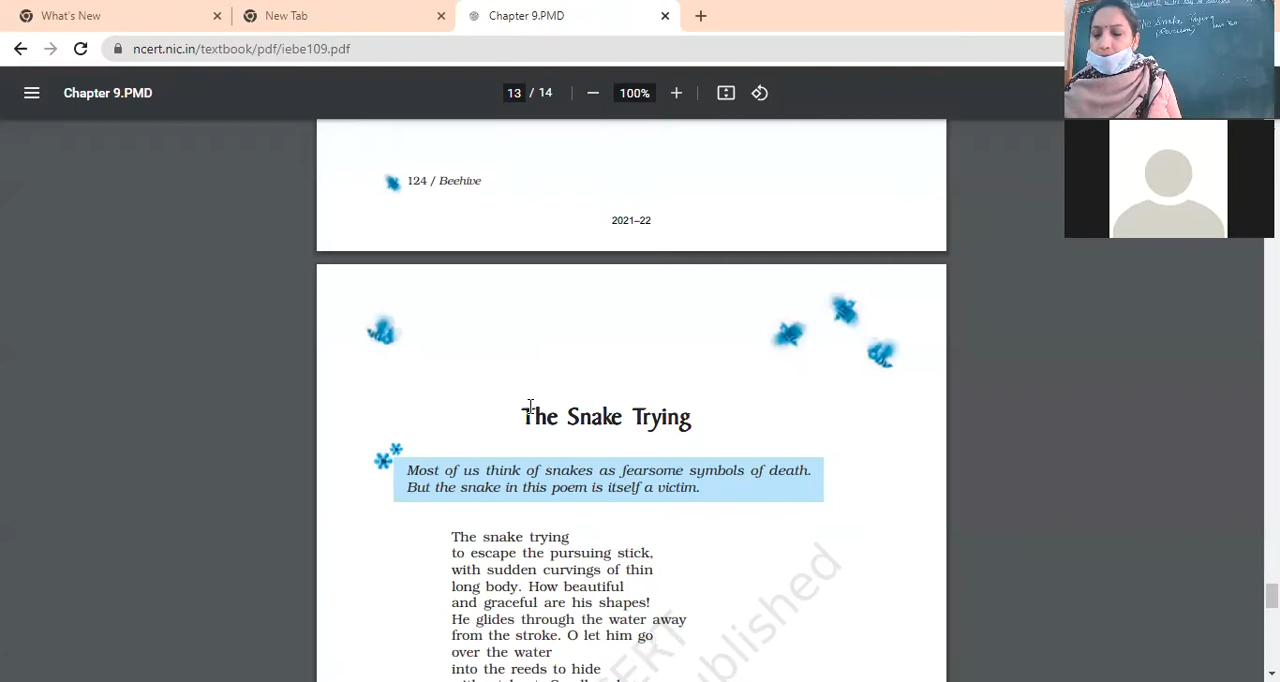 What's New
New Tab
Chapter 9.PMD
ncert.nic.in/textbook/pdf/iebe109.pdf
Chapter 9.PMD
13 / 14
100%
124 / Beehive
2021–22
The Snake Trying
Most of us think of snakes as fearsome symbols of death.
But the snake in this poem is itself a victim.
The snake trying
to escape the pursuing stick,
with sudden curvings of thin
long body. How beautiful
and graceful are his shapes!
He glides through the water away
from the stroke. O let him go
over the water
into the reeds to hide
Snake Trying